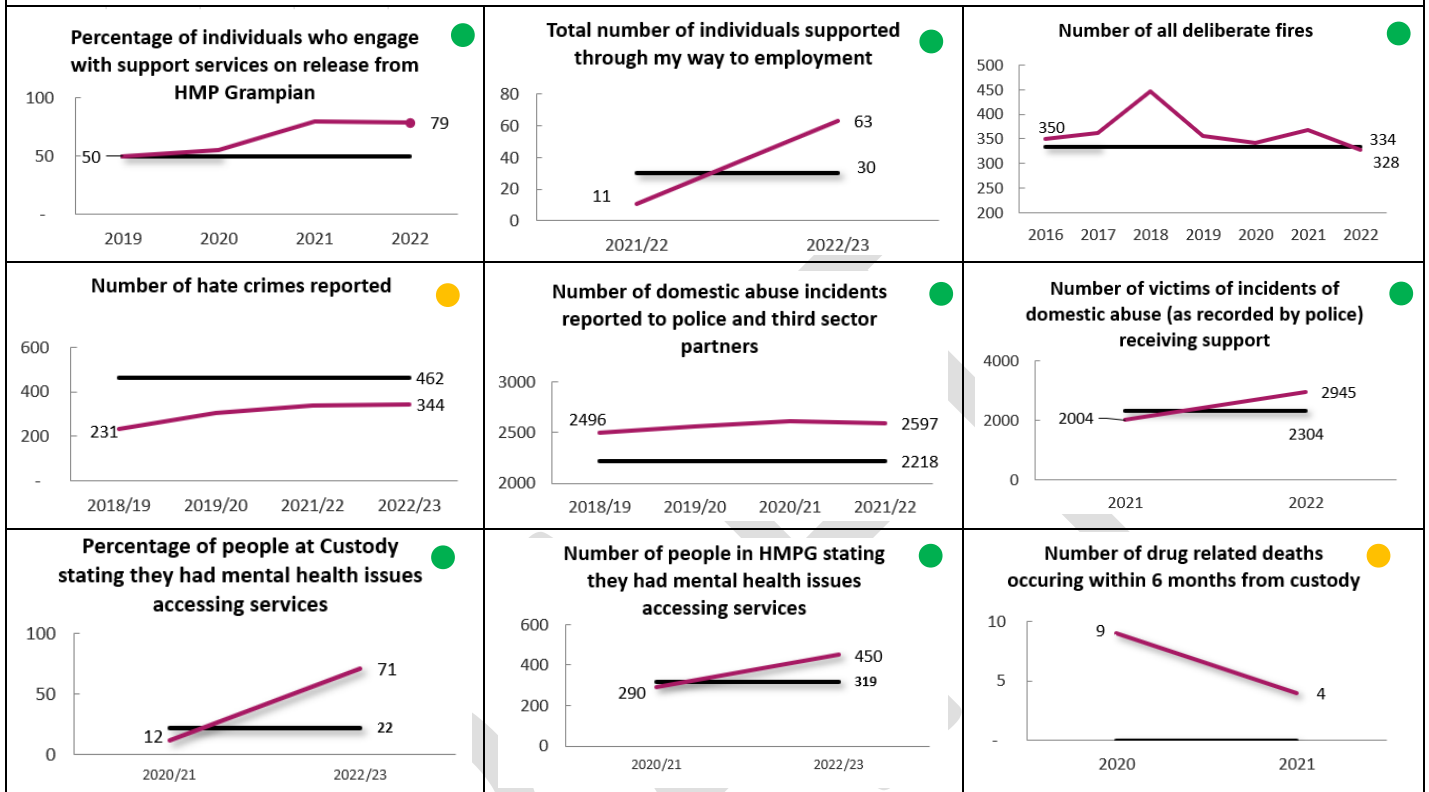 Percentage of individuals who engage
with support services on release from
HMP Grampian
100
50
-
50
79
2019 2020 2021 2022
Total number of individuals supported
through my way to employment
80
60
40
20
0
11
63
30
2021/22 2022/23
Number of all deliberate fires
500
450
400
350
300
250
200
350
334
328
2016 2017 2018 2019 2020 2021 2022
Number of hate crimes reported
600
400
200
-
231
462
344
2018/19 2019/20 2021/22 2022/23
Number of domestic abuse incidents
reported to police and third sector
partners
3000
2500
2000
2496
2597
2218
2018/19 2019/20 2020/21 2021/22
Number of victims of incidents of
domestic abuse (as recorded by police)
receiving support
4000
2000
0
2004
2945
2304
2021 2022
Percentage of people at Custody
stating they had mental health issues
accessing services
100
50
0
12
71
22
2020/21 2022/23
Number of people in HMPG stating
they had mental health issues
accessing services
600
400
200
0
290
450
319
2020/21 2022/23
Number of drug related deaths
occuring within 6 months from custody
10
5
-
9
4
2020 2021